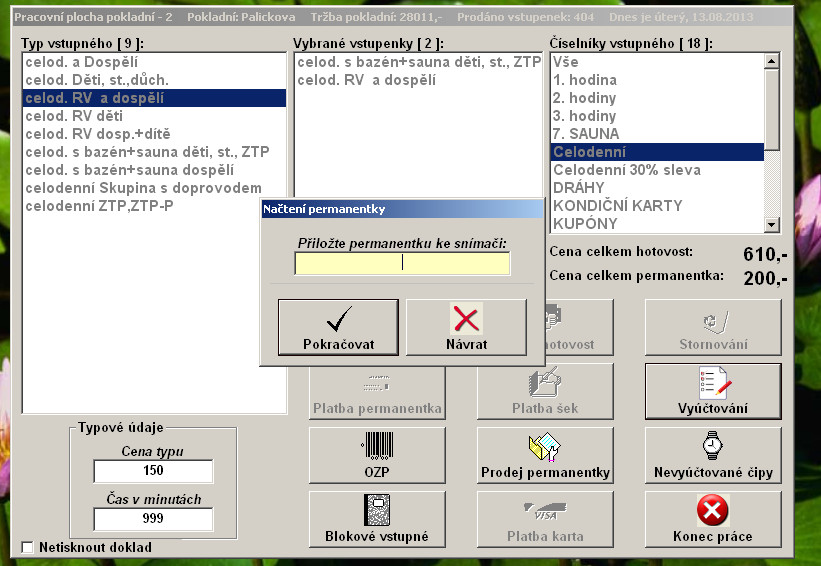 Pracovní plocha pokladní - 2 Pokladní: Palickova Tržba pokladní: 28011,- Prodáno vstupenek: 404 Dnes je úterý, 13.08.2013
Typ vstupného [ 9 ]:
celod. a Dospělí
celod. Děti, st.,důch.
celod. RV a dospělí
celod. RV děti
celod. RV dosp.+dítě
celod. s bazén+sauna děti, st., ZTP
celod. s bazén+sauna dospělí
celodenní Skupina s doprovodem
celodenní ZTP,ZTP-P
Vybrané vstupenky [ 2 ]:
celod. s bazén+sauna děti, st., ZTP
celod. RV a dospělí
Číselníky vstupného [ 18 ]:
Vše
1. hodina
2. hodiny
3. hodiny
7. SAUNA
Celodenní
Celodenní 30% sleva
DRÁHY
KONDIČNÍ KARTY
KUPÓNY
Načtení permanentky
Přiložte permanentku ke snímači:
Pokračovat
Návrat
Cena celkem hotovost: 610,-
Cena celkem permanentka: 200,-
hotovost
Stornování
Platba permanentka
Platba šek
Vyúčtování
OZP
Prodej permanentky
Nevyúčtované čipy
Blokové vstupné
VISA
Platba karta
Konec práce
Typové údaje
Cena typu
150
Čas v minutách
999
Netisknout doklad